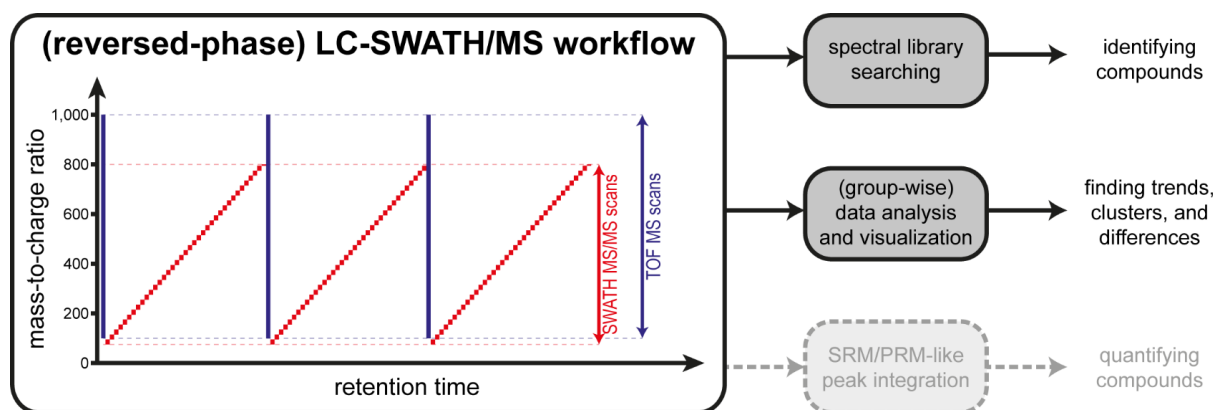 (reversed-phase) LC-SWATH/MS workflow
mass-to-charge ratio
1,000
800
600
400
200
0
retention time
SWATH MS/MS scans
TOF MS scans
spectral library
searching
identifying
compounds
(group-wise)
data analysis
and visualization
finding trends,
clusters, and
differences
SRM/PRM-like
peak integration
quantifying
compounds